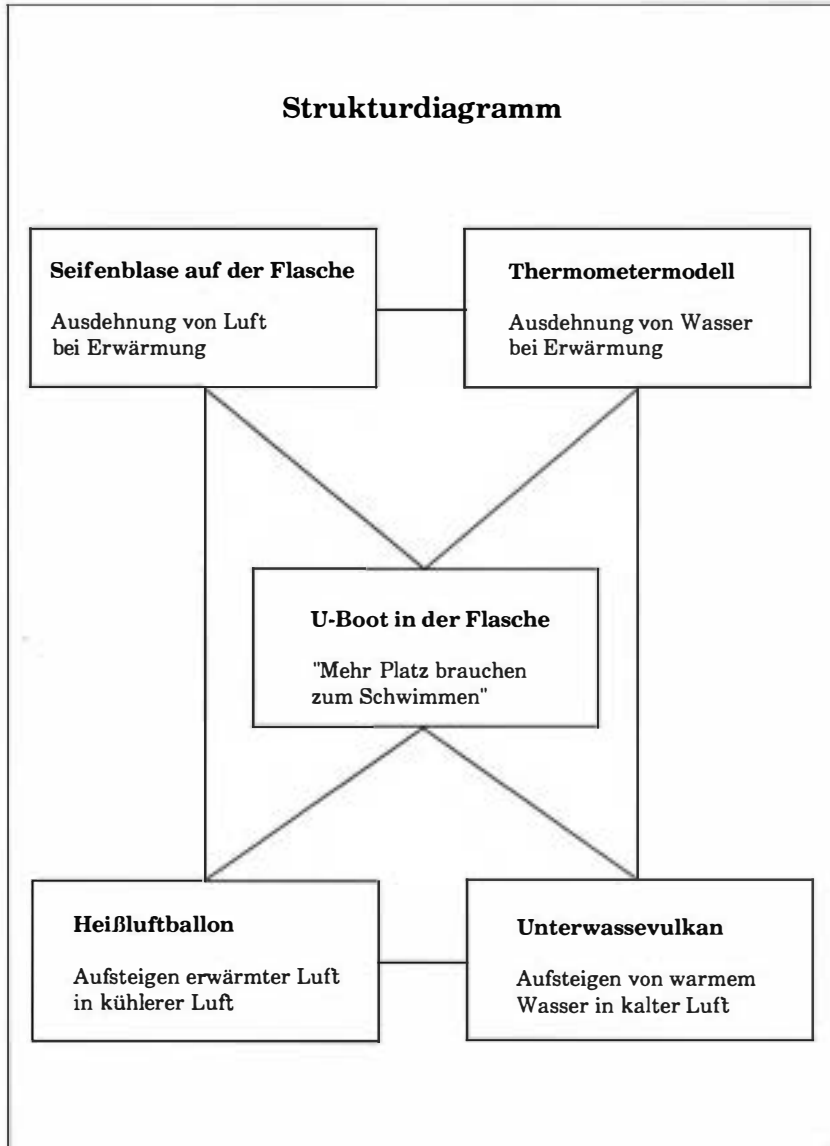 Strukturdiagramm
Seifenblase auf der Flasche
Ausdehnung von Luft
bei Erwärmung
Thermometermodell
Ausdehnung von Wasser
bei Erwärmung
U-Boot in der Flasche
"Mehr Platz brauchen
zum Schwimmen"
Heißluftballon
Aufsteigen erwärmter Luft
in kühlerer Luft
Unterwassevulkan
Aufsteigen von warmem
Wasser in kalter Luft